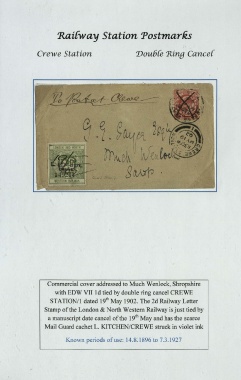 Railway Station Postmarks
Crewe Station Double Ring Cancel
Crewe
Much Wenlock
Salop
Commercial cover addressed to Much Wenlock, Shropshire
with EDW VII 1d tied by double ring cancel CREWE
STATION/1 dated 19th May 1902. The 2d Railway Letter
Stamp of the London & North Western Railway is just tied by
a manuscript date cancel of the 19th May and has the scarce
Mail Guard cachet L. KITCHEN/CREWE struck in violet ink
Known periods of use: 14.8.1896 to 7.3.1927